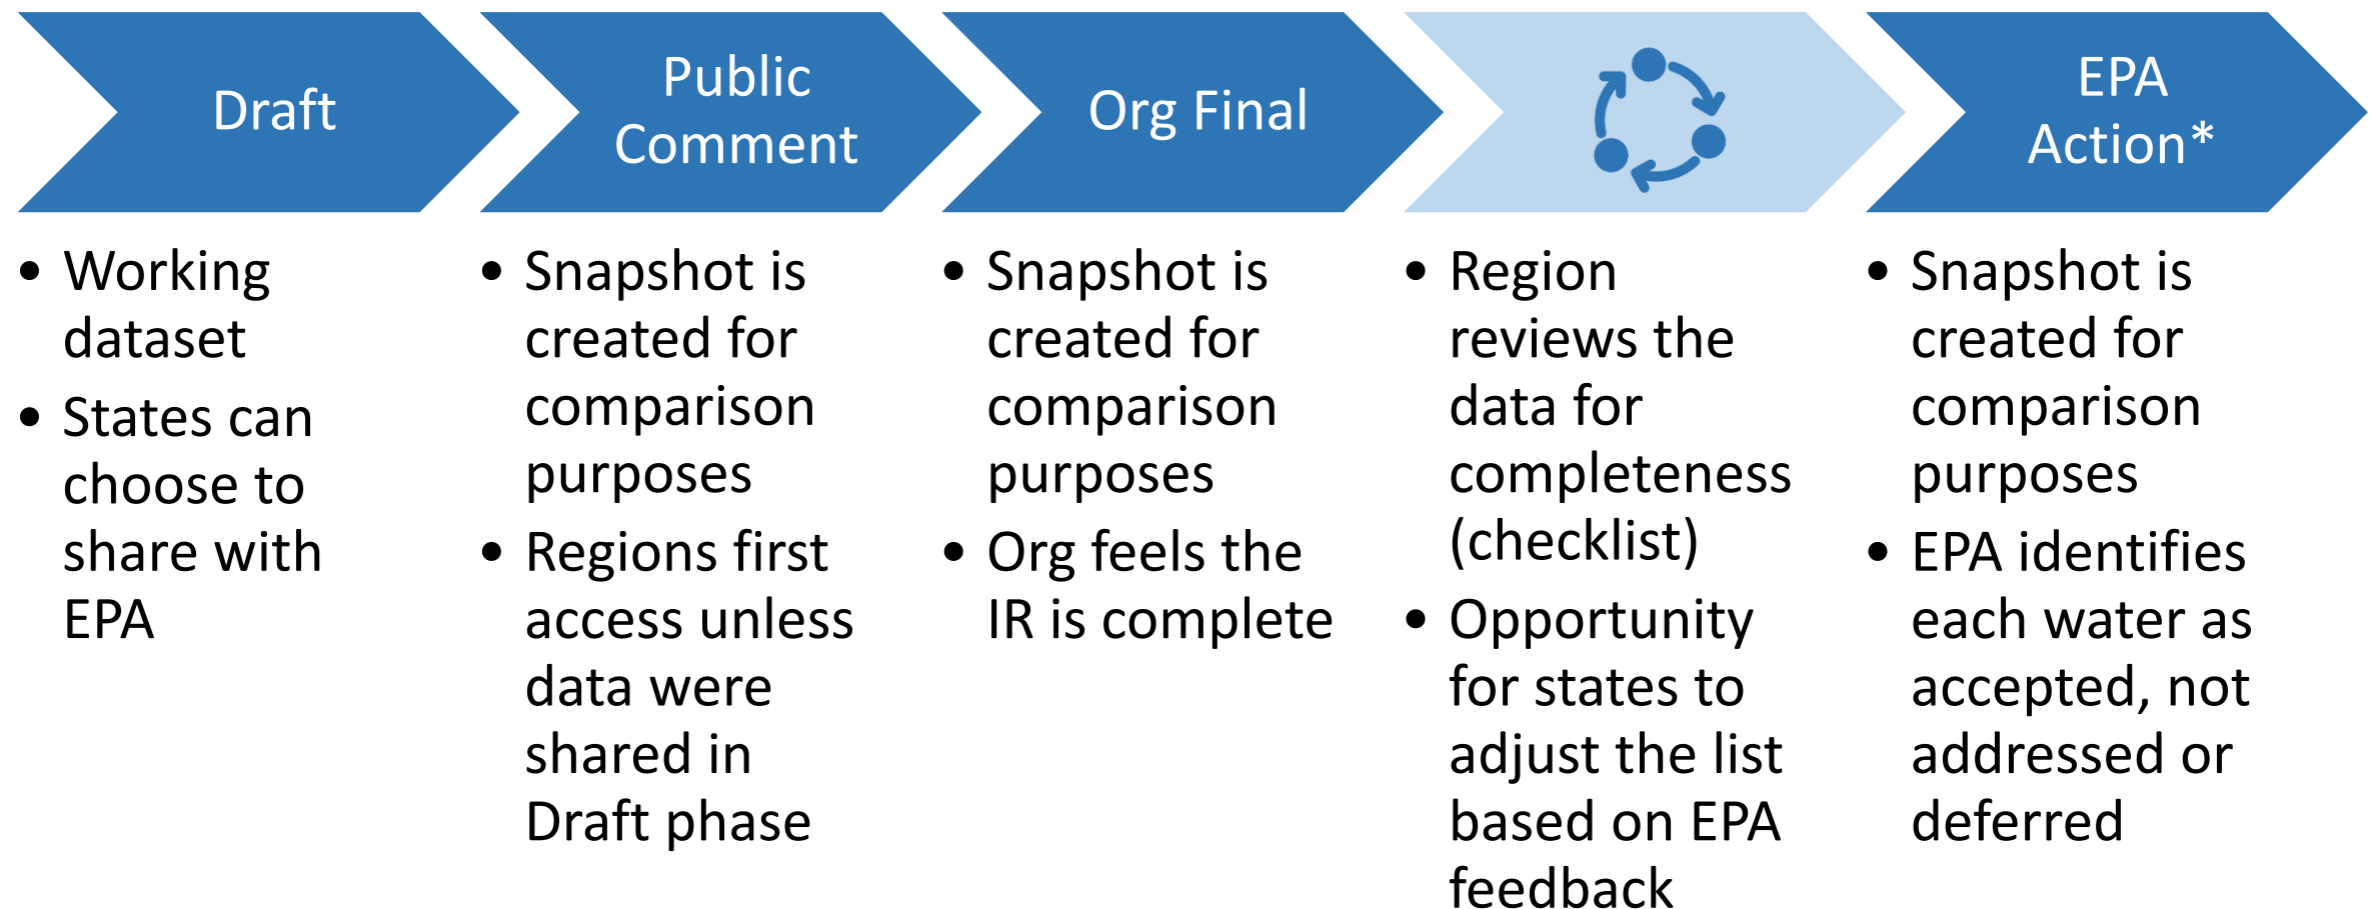 Draft
Public
Comment
Org Final
EPA
Action*
• Working
dataset
• States can
choose to
share with
EPA
• Snapshot is
created for
comparison
purposes
• Regions first
access unless
data were
shared in
Draft phase
• Snapshot is
created for
comparison
purposes
• Org feels the
IR is complete
• Region
reviews the
data for
completeness
(checklist)
• Opportunity
for states to
adjust the list
based on EPA
feedback
• Snapshot is
created for
comparison
purposes
• EPA identifies
each water as
accepted, not
addressed or
deferred